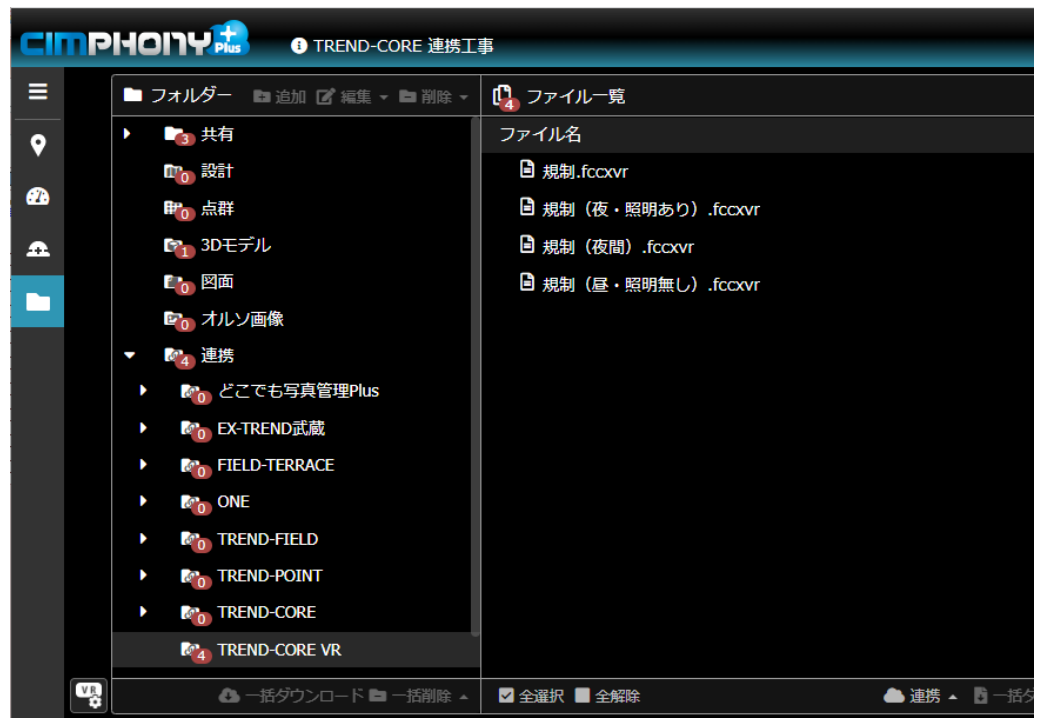 CIMPHONY Plus
TREND-CORE 連携工事
フォルダー 追加 編集 削除
4 ファイル一覧
ファイル名
3 共有
0 設計
0 点群
1 3Dモデル
0 図面
0 オルソ画像
4 連携
0 どこでも写真管理Plus
0 EX-TREND武蔵
0 FIELD-TERRACE
0 ONE
0 TREND-FIELD
0 TREND-POINT
0 TREND-CORE
4 TREND-CORE VR
規制.fccxvr
規制（夜・照明あり）.fccxvr
規制（夜間）.fccxvr
規制（昼・照明無し）.fccxvr
VR
一括ダウンロード 一括削除
全選択 全解除
連携 一括ダ